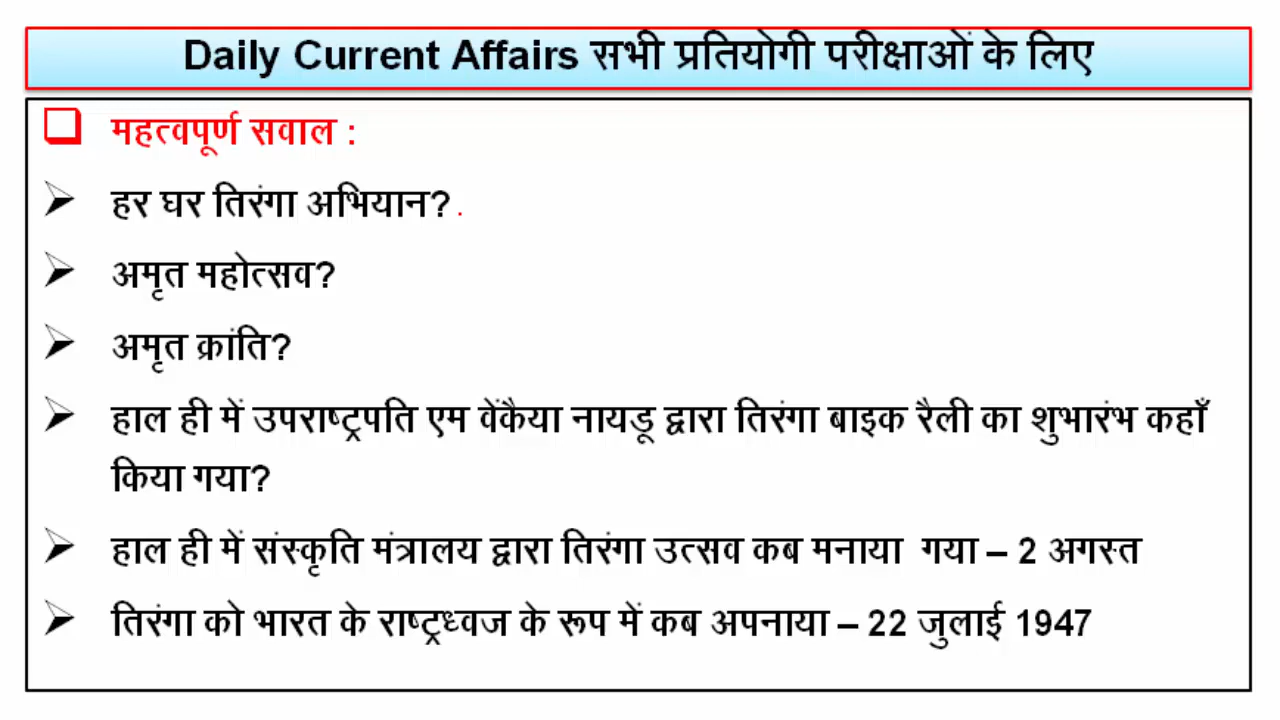 Daily Current Affairs सभी प्रतियोगी परीक्षाओं के लिए
महत्वपूर्ण सवाल :
हर घर तिरंगा अभियान?
अमृत महोत्सव?
अमृत क्रांति?
हाल ही में उपराष्ट्रपति एम वेंकैया नायडू द्वारा तिरंगा बाइक रैली का शुभारंभ कहाँ
किया गया?
हाल ही में संस्कृति मंत्रालय द्वारा तिरंगा उत्सव कब मनाया गया – 2 अगस्त
तिरंगा को भारत के राष्ट्रध्वज के रूप में कब अपनाया – 22 जुलाई 1947